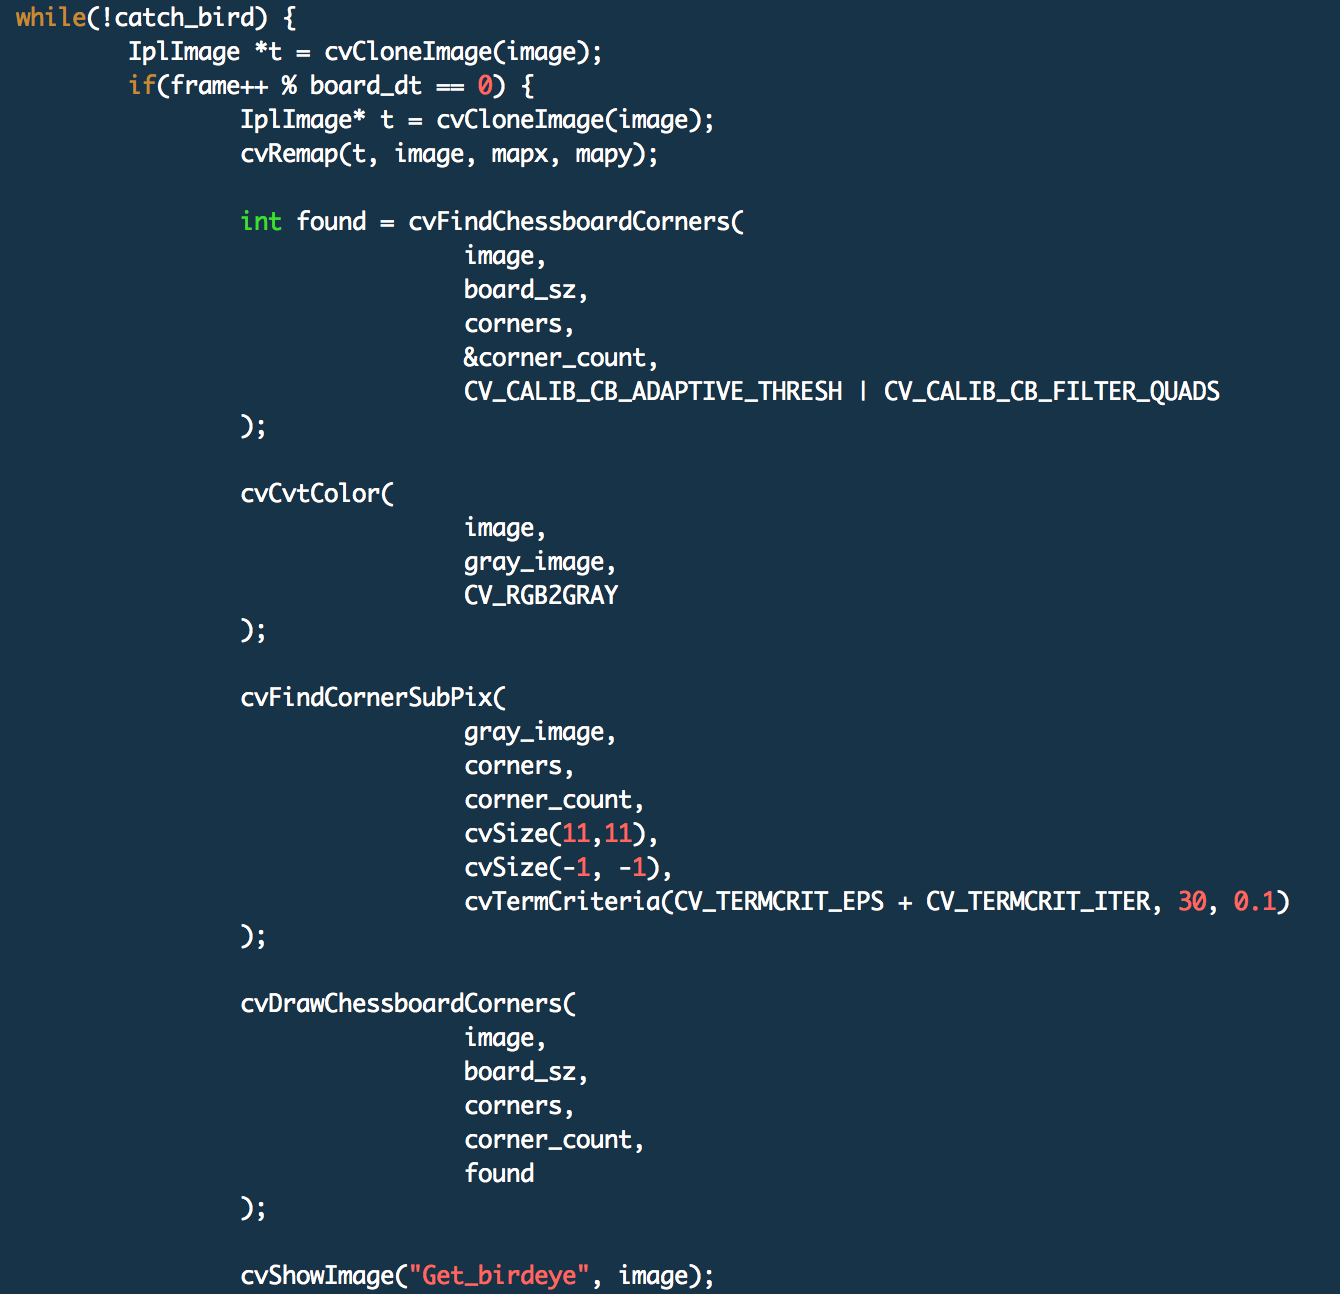 while(!catch_bird) {
IplImage *t = cvCloneImage(image);
if(frame++ % board_dt == 0) {
IplImage* t = cvCloneImage(image);
cvRemap(t, image, mapx, mapy);
int found = cvFindChessboardCorners(
image,
board_sz,
corners,
&corner_count,
CV_CALIB_CB_ADAPTIVE_THRESH | CV_CALIB_CB_FILTER_QUADS
);
cvCvtColor(
image,
gray_image,
CV_RGB2GRAY
);
cvFindCornerSubPix(
gray_image,
corners,
corner_count,
cvSize(11,11),
cvSize(-1, -1),
cvTermCriteria(CV_TERMCRIT_EPS + CV_TERMCRIT_ITER, 30, 0.1)
);
cvDrawChessboardCorners(
image,
board_sz,
corners,
corner_count,
found
);
cvShowImage("Get_birdeye", image);